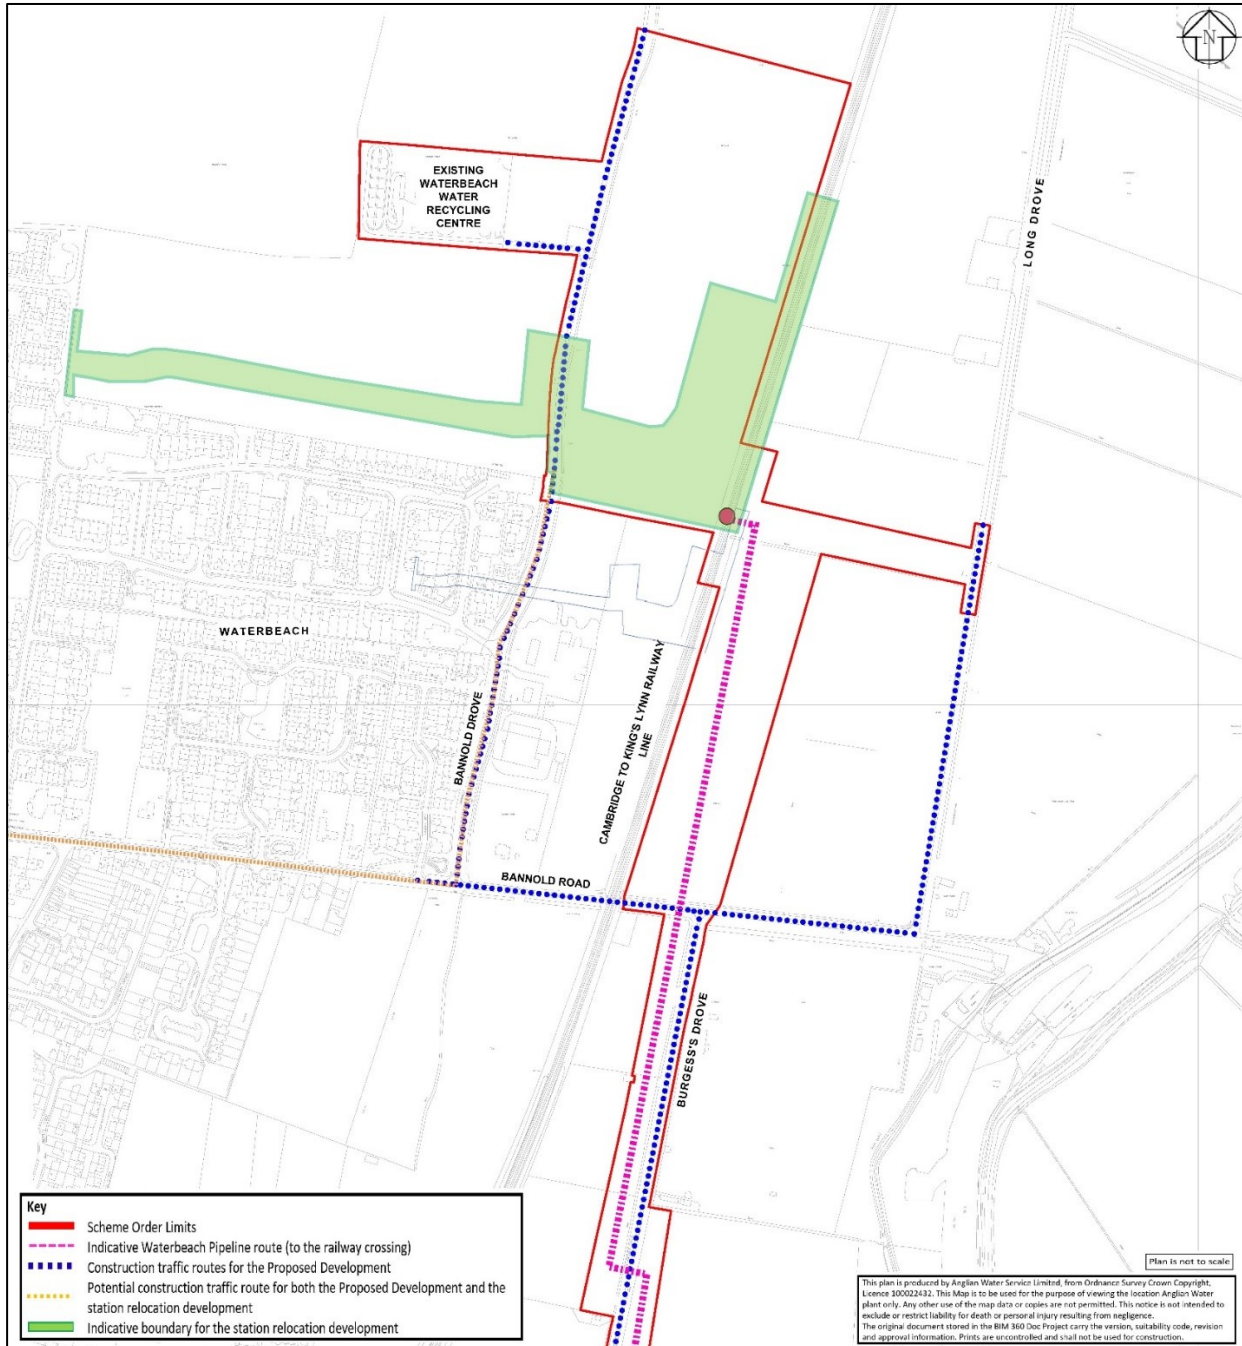 N
EXISTING
WATERBEACH
WATER
RECYCLING
CENTRE
LONG DROVE
WATERBEACH
BANNOLD DROVE
CAMBRIDGE TO KING'S LYNN RAILWAY
LINE
BANNOLD ROAD
BURGESS'S DROVE
Key
Scheme Order Limits
Indicative Waterbeach Pipeline route (to the railway crossing)
Construction traffic routes for the Proposed Development
Potential construction traffic route for both the Proposed Development and the
station relocation development
Indicative boundary for the station relocation development
Plan is not to scale
This plan is produced by Anglian Water Service Limited, from Ordnance Survey Crown Copyright,
Licence 100022432. This Map is to be used for the purpose of viewing the location Anglian Water
plant only. Any other use of the map data or copies are not permitted. This notice is not intended to
exclude or restrict liability for death or personal injury resulting from negligence.
The original document stored in the BIM 360 Doc Project carry the version, suitability code, revision
and approval information. Prints are uncontrolled and shall not be used for construction.